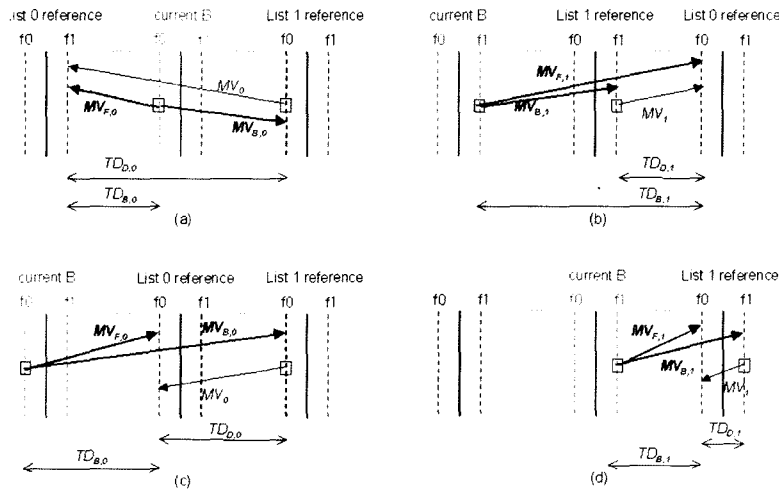 List 0 reference current B List 1 reference
f0 f1 f0 f1 f0 f1
MV0
MVF,0
MVB,0
TDD,0
TDB,0
(a)
current B List 1 reference List 0 reference
f0 f1 f0 f1 f0 f1
MVF,1
MVB,1
MV1
TDD,1
TDB,1
(b)
current B List 0 reference List 1 reference
f0 f1 f0 f1 f0 f1
MVF,0 MVB,0
MV0
TDD,0
TDB,0
(c)
current B List 1 reference
f0 f1 f0 f1 f0 f1
MVF,1
MVB,1
MV1
TDD,1
TDB,1
(d)